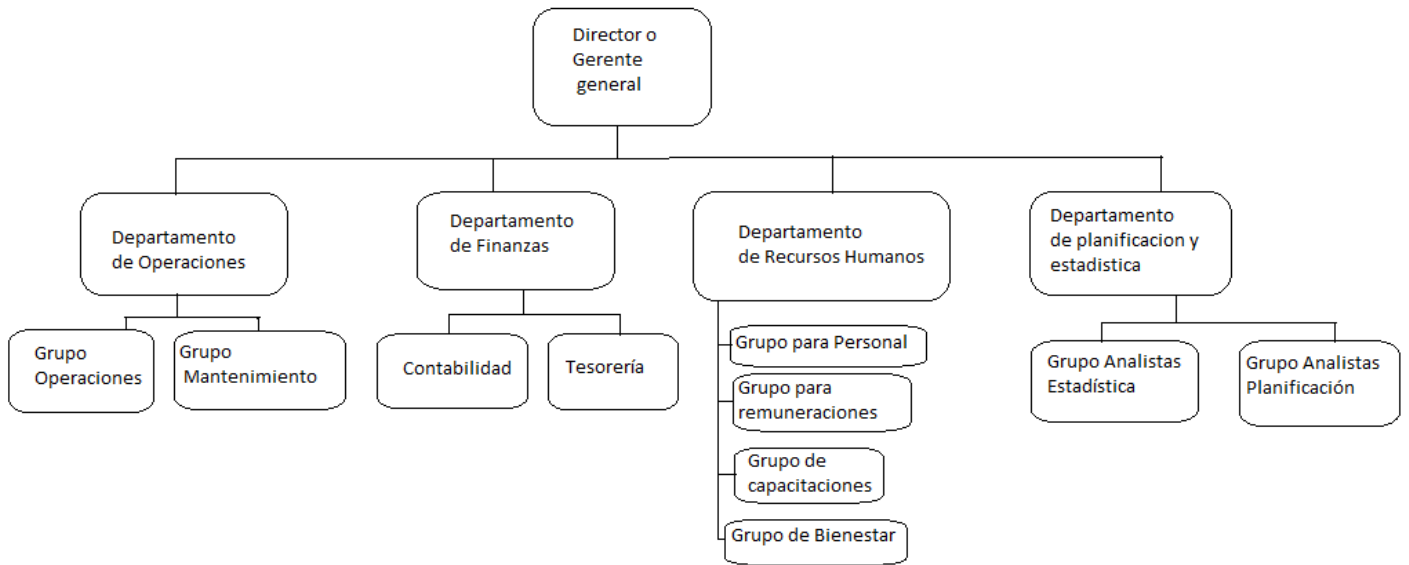 Director o
Gerente
general
Departamento
de Operaciones
Departamento
de Finanzas
Departamento
de Recursos Humanos
Departamento
de planificacion y
estadistica
Grupo
Operaciones
Grupo
Mantenimiento
Contabilidad
Tesorería
Grupo para Personal
Grupo para
remuneraciones
Grupo de
capacitaciones
Grupo de Bienestar
Grupo Analistas
Estadística
Grupo Analistas
Planificación